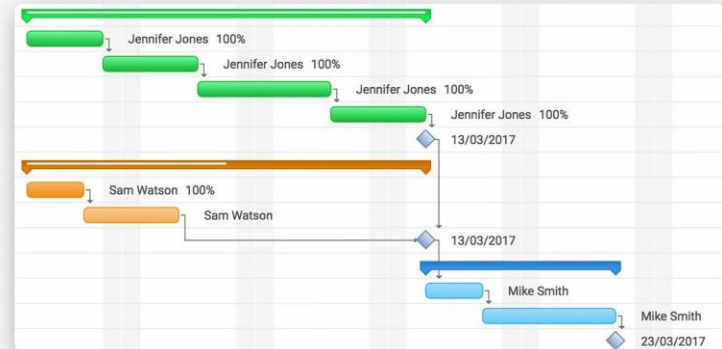 Jennifer Jones 100%
Jennifer Jones 100%
Jennifer Jones 100%
Jennifer Jones 100%
13/03/2017
Sam Watson 100%
Sam Watson
13/03/2017
Mike Smith
Mike Smith
23/03/2017